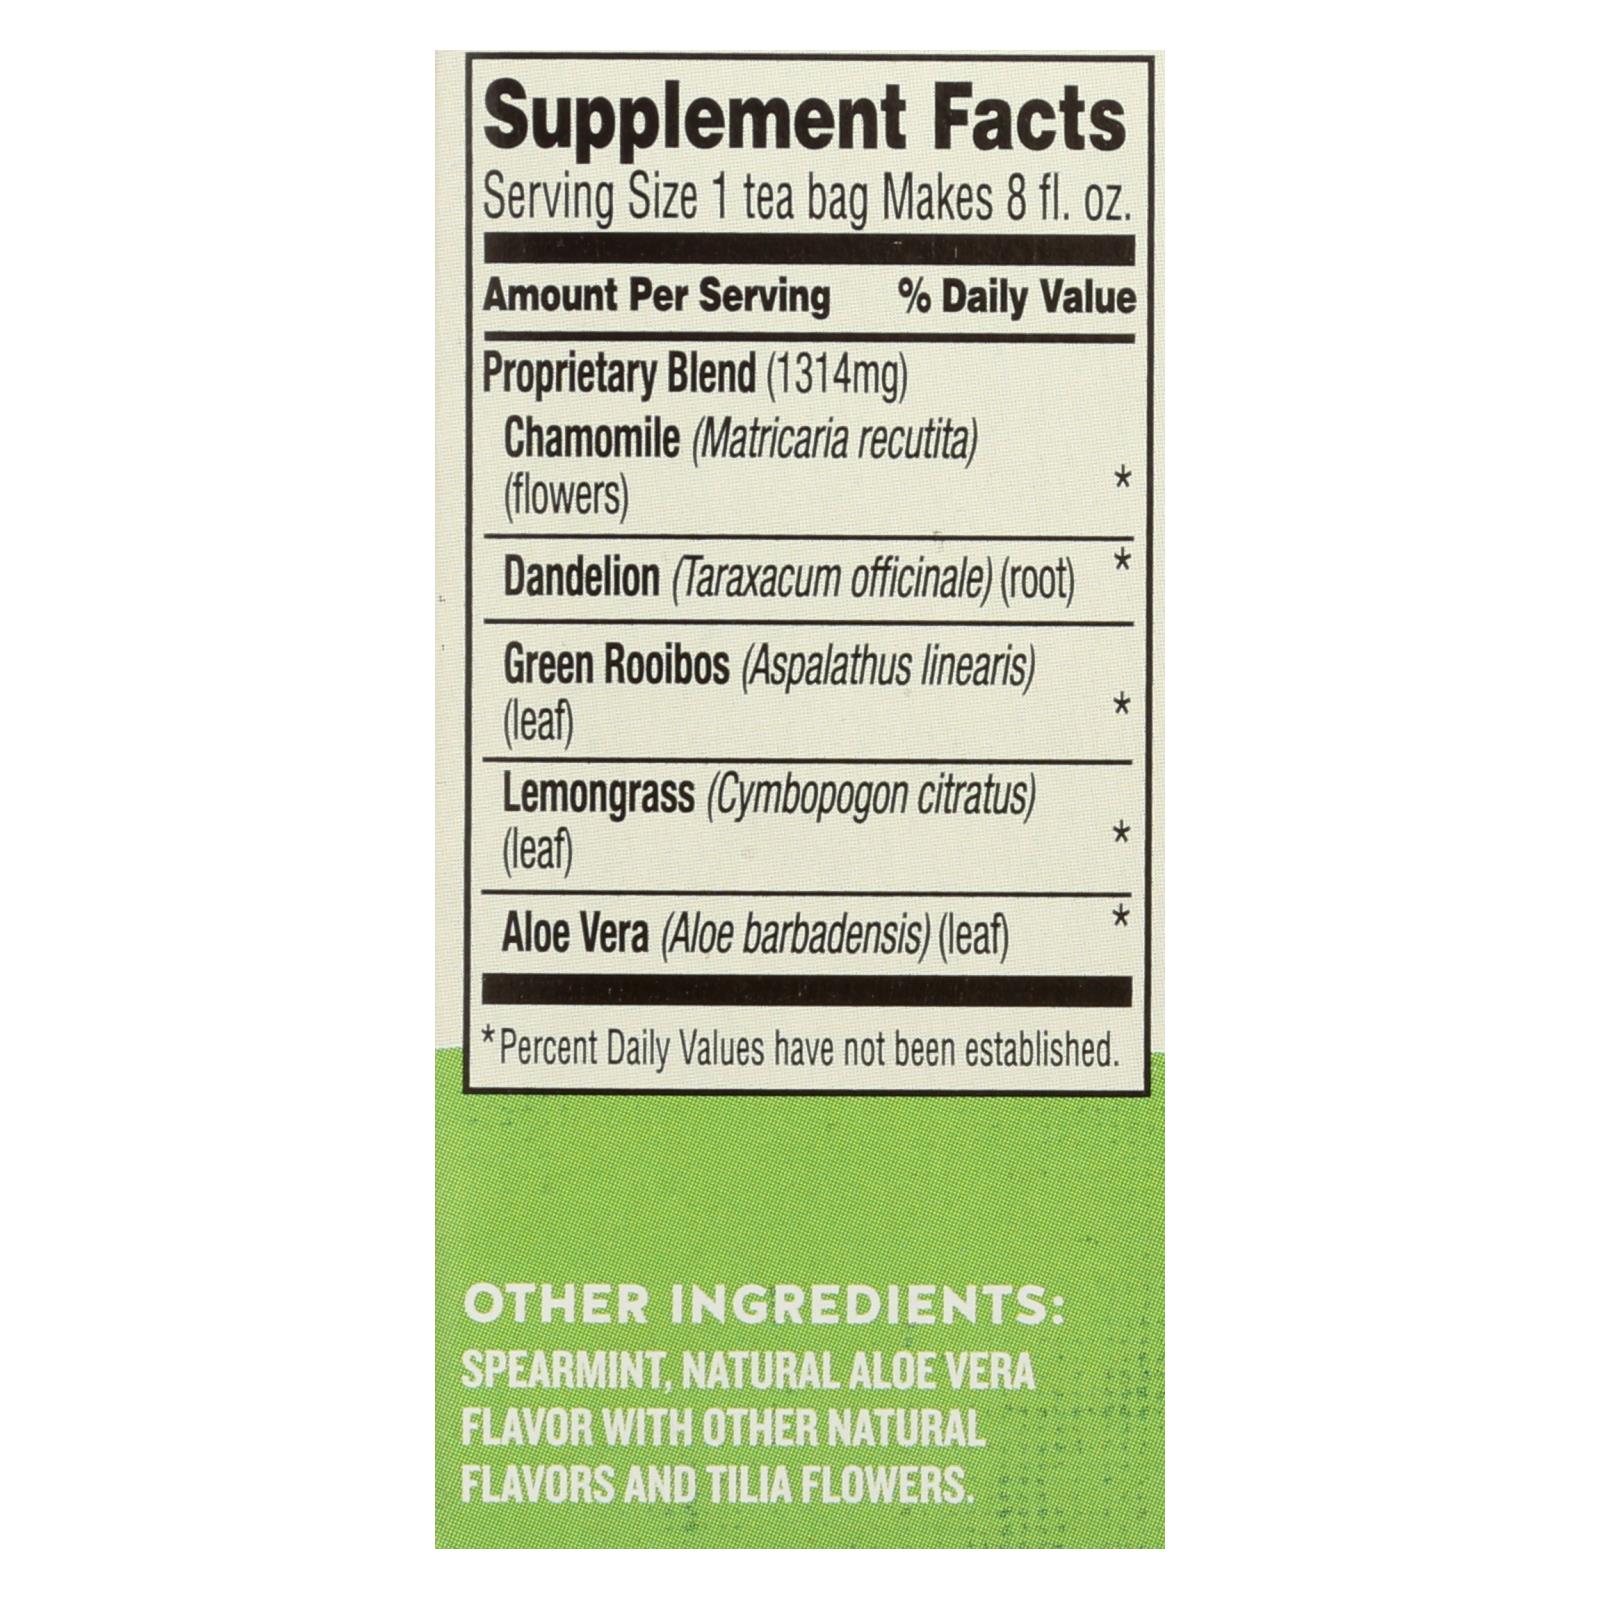 Supplement Facts
Serving Size 1 tea bag Makes 8 fl. oz.
Amount Per Serving % Daily Value
Proprietary Blend (1314mg)
Chamomile (Matricaria recutita)
(flowers) *
Dandelion (Taraxacum officinale) (root) *
Green Rooibos (Aspalathus linearis)
(leaf) *
Lemongrass (Cymbopogon citratus)
(leaf) *
Aloe Vera (Aloe barbadensis) (leaf) *
*Percent Daily Values have not been established.
OTHER INGREDIENTS:
SPEARMINT, NATURAL ALOE VERA
FLAVOR WITH OTHER NATURAL
FLAVORS AND TILIA FLOWERS.